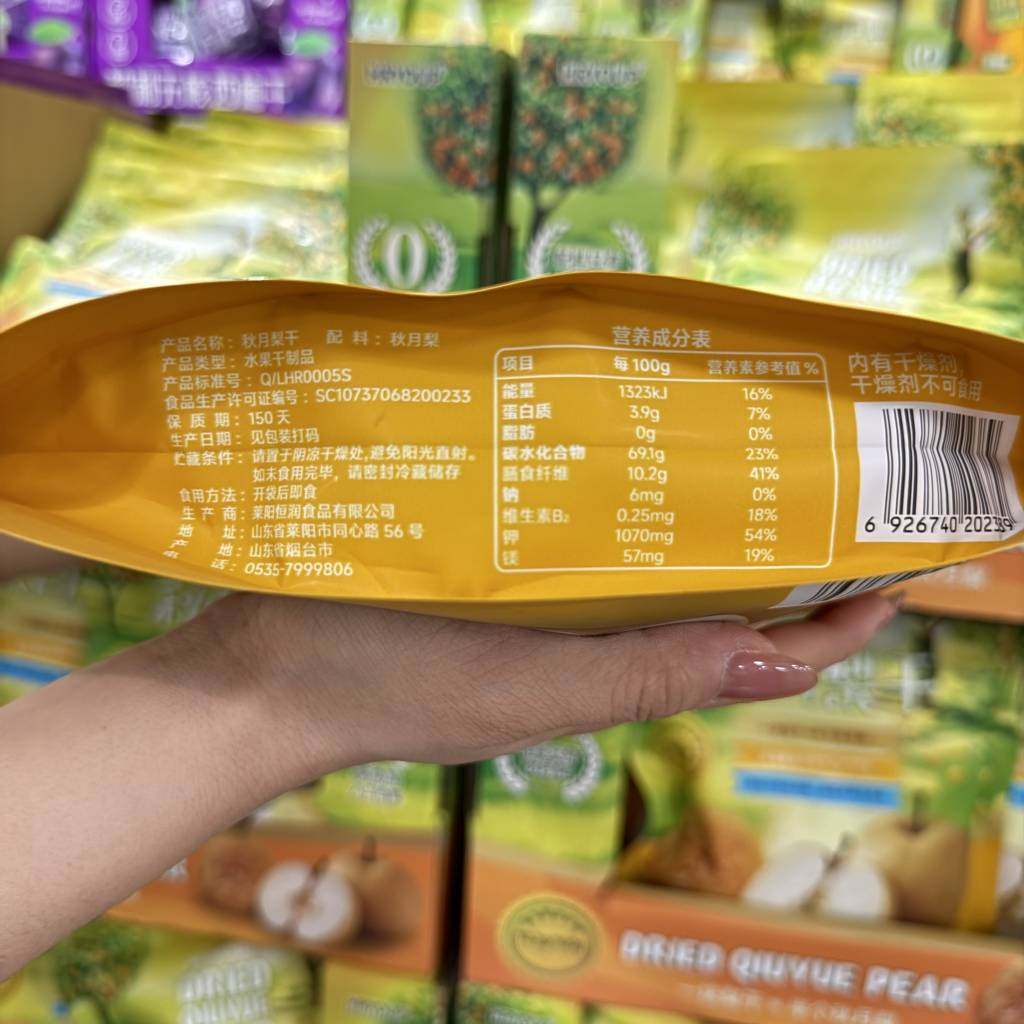 产品名称：秋月梨干 配 料：秋月梨
产品类型：水果干制品
产品标准号：Q/LHR0005S
食品生产许可证编号：SC10737068200233
保 质 期：150 天
生产日期：见包装打码
贮藏条件：请置于阴凉干燥处，避免阳光直射。
如未食用完毕，请密封冷藏储存
食用方法：开袋后即食
生 产 商：莱阳恒润食品有限公司
地 址：山东省莱阳市同心路 56 号
产 地：山东省烟台市
电 话：0535-7999806
营养成分表
项目 每 100g 营养素参考值 %
能量 1323kJ 16%
蛋白质 3.9g 7%
脂肪 0g 0%
碳水化合物 69.1g 23%
膳食纤维 10.2g 41%
钠 6mg 0%
维生素B₂ 0.25mg 18%
钾 1070mg 54%
镁 57mg 19%
内有干燥剂，
干燥剂不可食用
6 926740 202339
0
DRIED
DRIED QIUYUE PEAR
DRIED